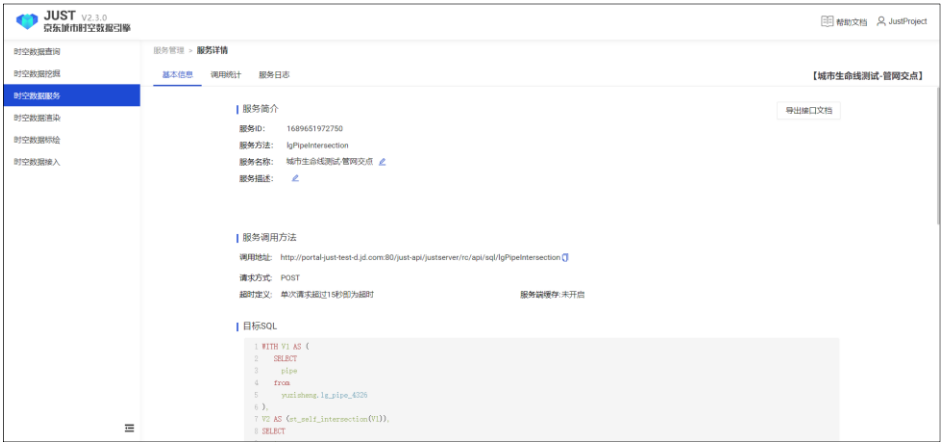 JUST V2.3.0
京东城市时空数据引擎
帮助文档 JustProject
时空数据查询
时空数据挖掘
时空数据服务
时空数据渲染
时空数据标绘
时空数据接入
服务管理 > 服务详情
基本信息 调用统计 服务日志
【城市生命线测试-管网交点】
服务简介
导出接口文档
服务ID: 1689651972750
服务方法: lgPipeIntersection
服务名称: 城市生命线测试-管网交点
服务描述:
服务调用方法
调用地址: http://portal-just-test-d.jd.com:80/just-api/justserver/rc/api/sql/lgPipeIntersection
请求方式: POST
超时定义: 单次请求超过15秒即为超时 服务端缓存:未开启
目标SQL
1 WITH V1 AS (
2 SELECT
3 pipe
4 from
5 yunisheng.lg_pipe_4326
6 ),
7 V2 AS (st_self_intersection(V1)),
8 SELECT